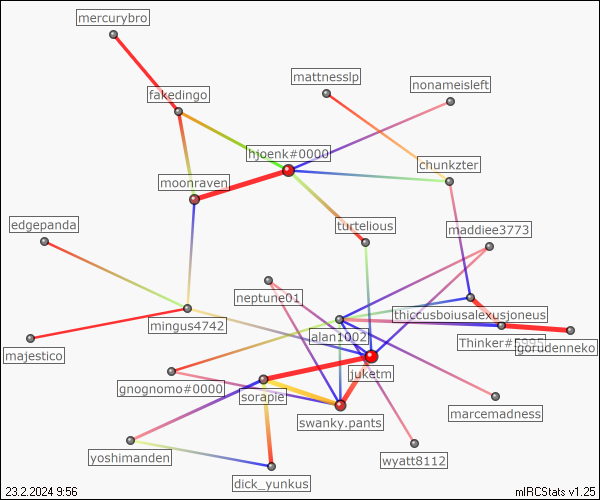 mercurybro
mattnesslp
nonameisleft
fakedingo
hjoenk#0000
chunkzter
moonraven
edgepanda
turtelious
maddiee3773
neptune01
thiccusboiusalexusjoneus
mingus4742
alan1002
Thinker#5995
gorudenneko
majestico
juketm
gnognomo#0000
sorapie
marcemadness
swanky.pants
yoshimanden
wyatt8112
dick_yunkus
23.2.2024 9:56
mIRCStats v1.25